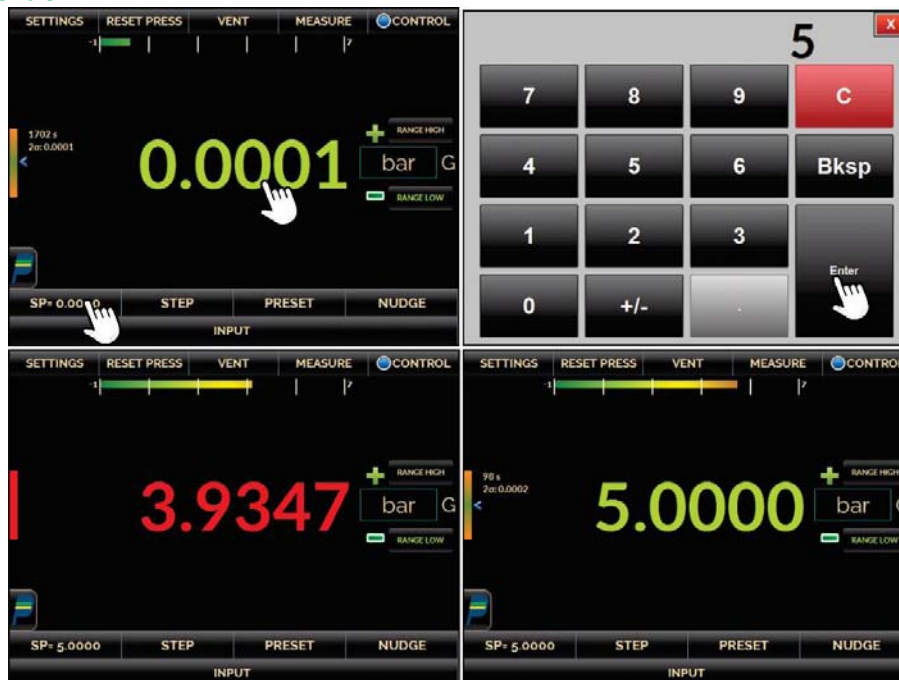 SETTINGS RESET PRESS VENT MEASURE CONTROL
-1 7
1702 s
2σ: 0.0001
0.0001
RANGE HIGH
bar G
RANGE LOW
STEP PRESET NUDGE
INPUT
5 X
7 8 9 C
4 5 6 Bksp
1 2 3
Enter
0 +/- .
SETTINGS RESET PRESS VENT MEASURE CONTROL
-1 7
3.9347
RANGE HIGH
bar G
RANGE LOW
SP= 5.0000 STEP PRESET NUDGE
INPUT
SETTINGS RESET PRESS VENT MEASURE CONTRO
-1 7
98 s
2σ: 0.0002
5.0000
RANGE HIGH
bar
RANGE LOW
SP= 5.0000 STEP PRESET NUDGE
INPUT